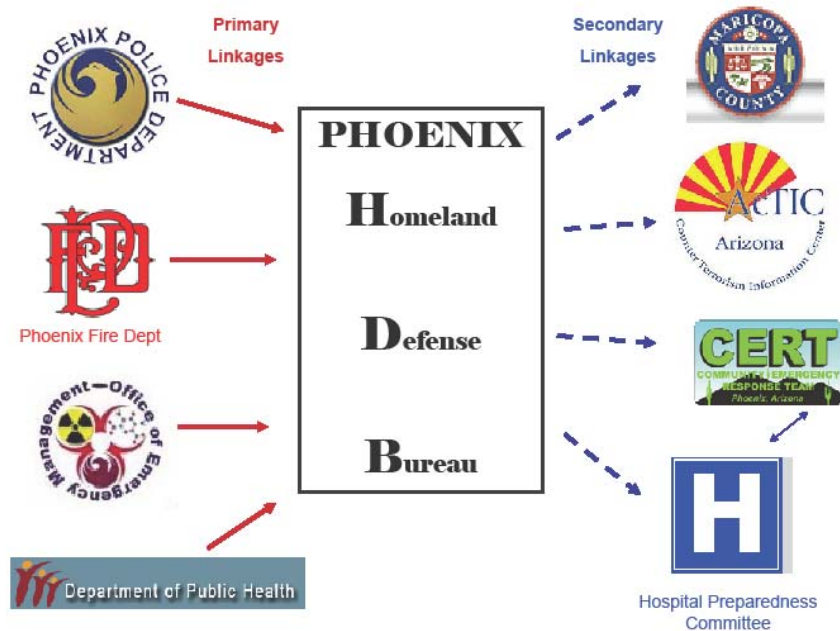 Primary
Linkages
Secondary
Linkages
PHOENIX POLICE DEPARTMENT
Phoenix Fire Dept
Management—Office of Emergency
Department of Public Health
PHOENIX
Homeland
Defense
Bureau
MARICOPA
COUNTY
AcTIC
Arizona
Counter Terrorism Information Center
CERT
COMMUNITY EMERGENCY
RESPONSE TEAM
Phoenix, Arizona
H
Hospital Preparedness
Committee